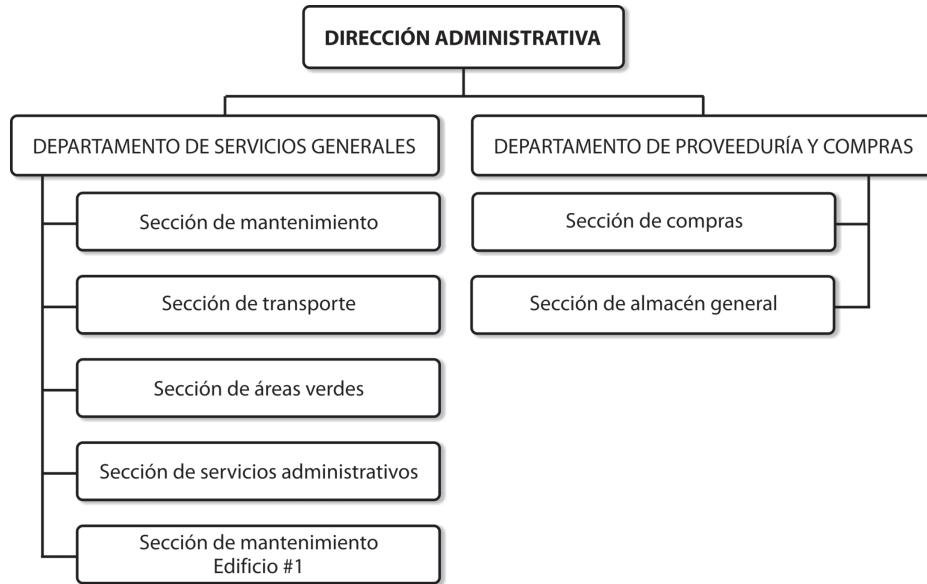 DIRECCIÓN ADMINISTRATIVA
DEPARTAMENTO DE SERVICIOS GENERALES
Sección de mantenimiento
Sección de transporte
Sección de áreas verdes
Sección de servicios administrativos
Sección de mantenimiento
Edificio #1
DEPARTAMENTO DE PROVEEDURÍA Y COMPRAS
Sección de compras
Sección de almacén general